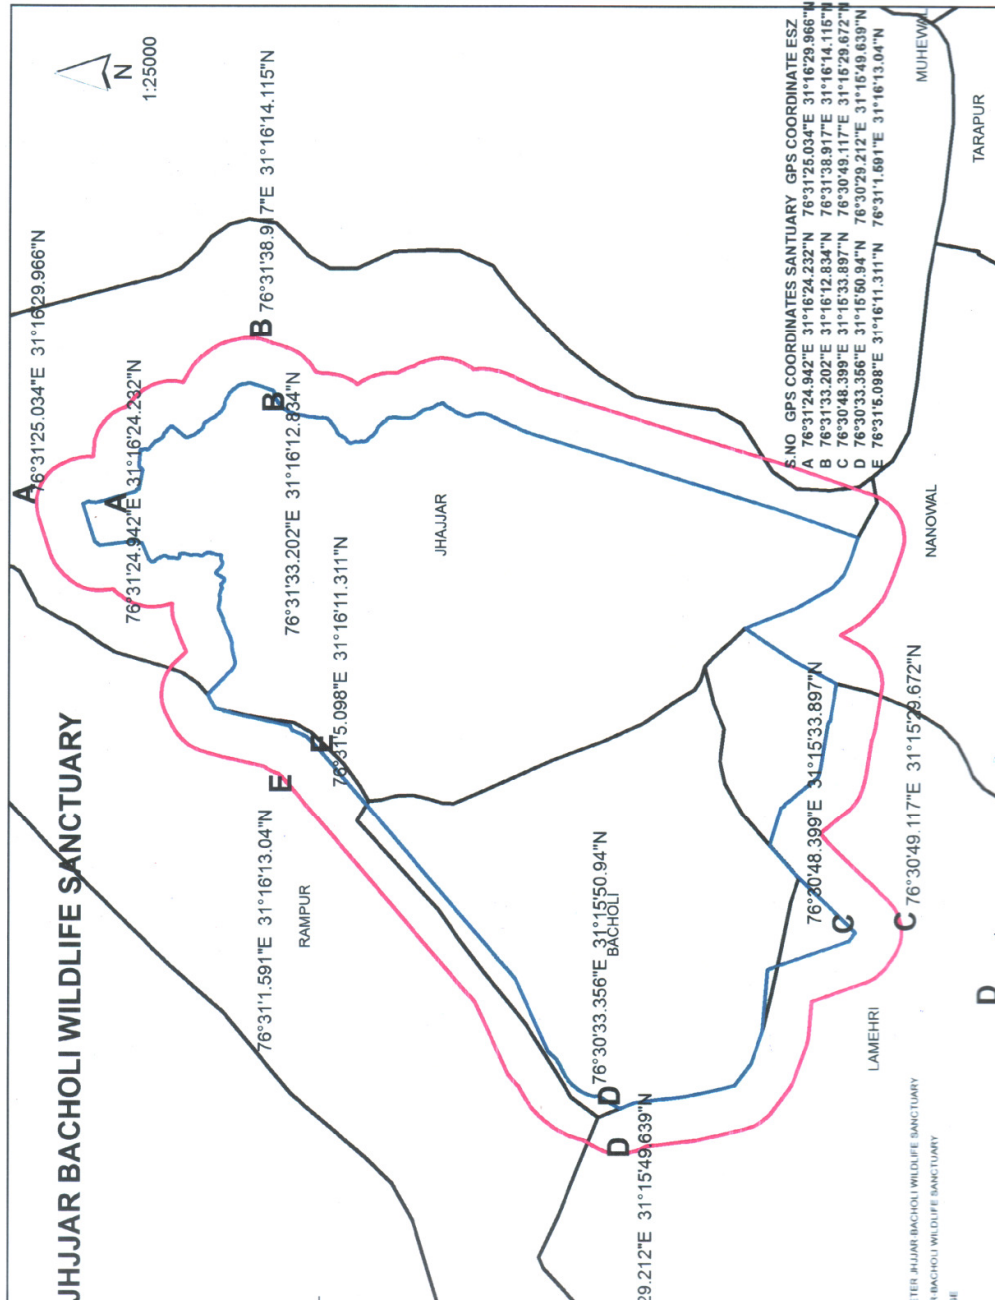 JHJJAR BACHOLI WILDLIFE SANCTUARY
N
1:25000
A
76°31'25.034"E 31°16'29.966"N
A
76°31'24.942"E 31°16'24.232"N
B
76°31'38.917"E 31°16'14.115"N
B
76°31'33.202"E 31°16'12.834"N
E
76°31'5.098"E 31°16'11.311"N
E
76°31'1.591"E 31°16'13.04"N
RAMPUR
JHAJJAR
D
76°30'33.356"E 31°15'50.94"N
BACHOLI
D
29.212"E 31°15'49.639"N
76°30'48.399"E 31°15'33.897"N
C
C
76°30'49.117"E 31°15'29.672"N
LAMEHRI
NANOWAL
MUHEWAL
TARAPUR
D
S.NO GPS COORDINATES SANTUARY GPS COORDINATE ESZ
A 76°31'24.942"E 31°16'24.232"N 76°31'25.034"E 31°16'29.966"N
B 76°31'33.202"E 31°16'12.834"N 76°31'38.917"E 31°16'14.115"N
C 76°30'48.399"E 31°15'33.897"N 76°30'49.117"E 31°15'29.672"N
D 76°30'33.356"E 31°15'50.94"N 76°30'29.212"E 31°15'49.639"N
E 76°31'5.098"E 31°16'11.311"N 76°31'1.591"E 31°16'13.04"N
TER JHJJAR-BACHOLI WILDLIFE SANCTUARY
R-BACHOLI WILDLIFE SANCTUARY